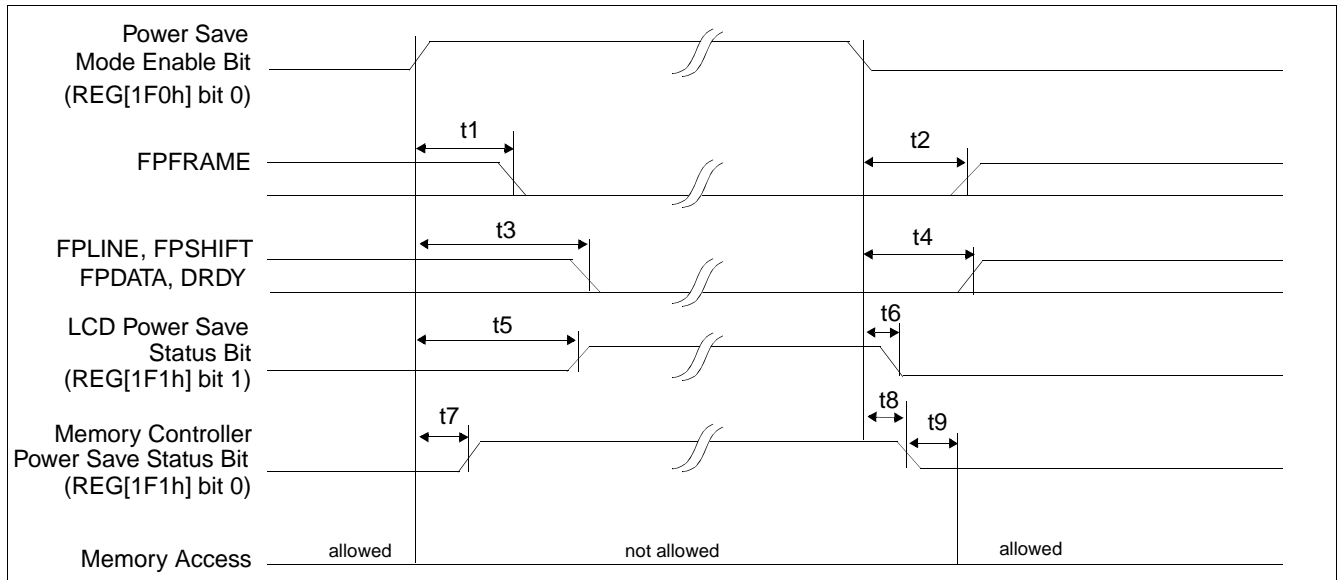 Power Save
Mode Enable Bit
(REG[1F0h] bit 0)
t1
t2
FPFRAME
t3
t4
FPLINE, FPSHIFT
FPDATA, DRDY
LCD Power Save
Status Bit
(REG[1F1h] bit 1)
t5
t6
t7
t8
t9
Memory Controller
Power Save Status Bit
(REG[1F1h] bit 0)
Memory Access
allowed
not allowed
allowed